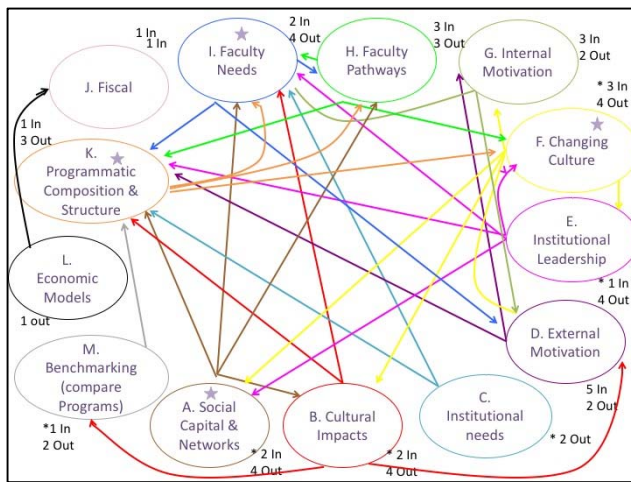 1 In
1 In
J. Fiscal
I. Faculty
Needs
2 In
4 Out
H. Faculty
Pathways
3 In
3 Out
G. Internal
Motivation
3 In
2 Out
* 3 In
4 Out
F. Changing
Culture
1 In
3 Out
K.
Programmatic
Composition &
Structure
E.
Institutional
Leadership
* 1 In
4 Out
L.
Economic
Models
1 out
D. External
Motivation
5 In
2 Out
M.
Benchmarking
(compare
Programs)
*1 In
2 Out
A. Social
Capital &
Networks
* 2 In
4 Out
B. Cultural
Impacts
* 2 In
4 Out
C.
Institutional
needs
* 2 Out